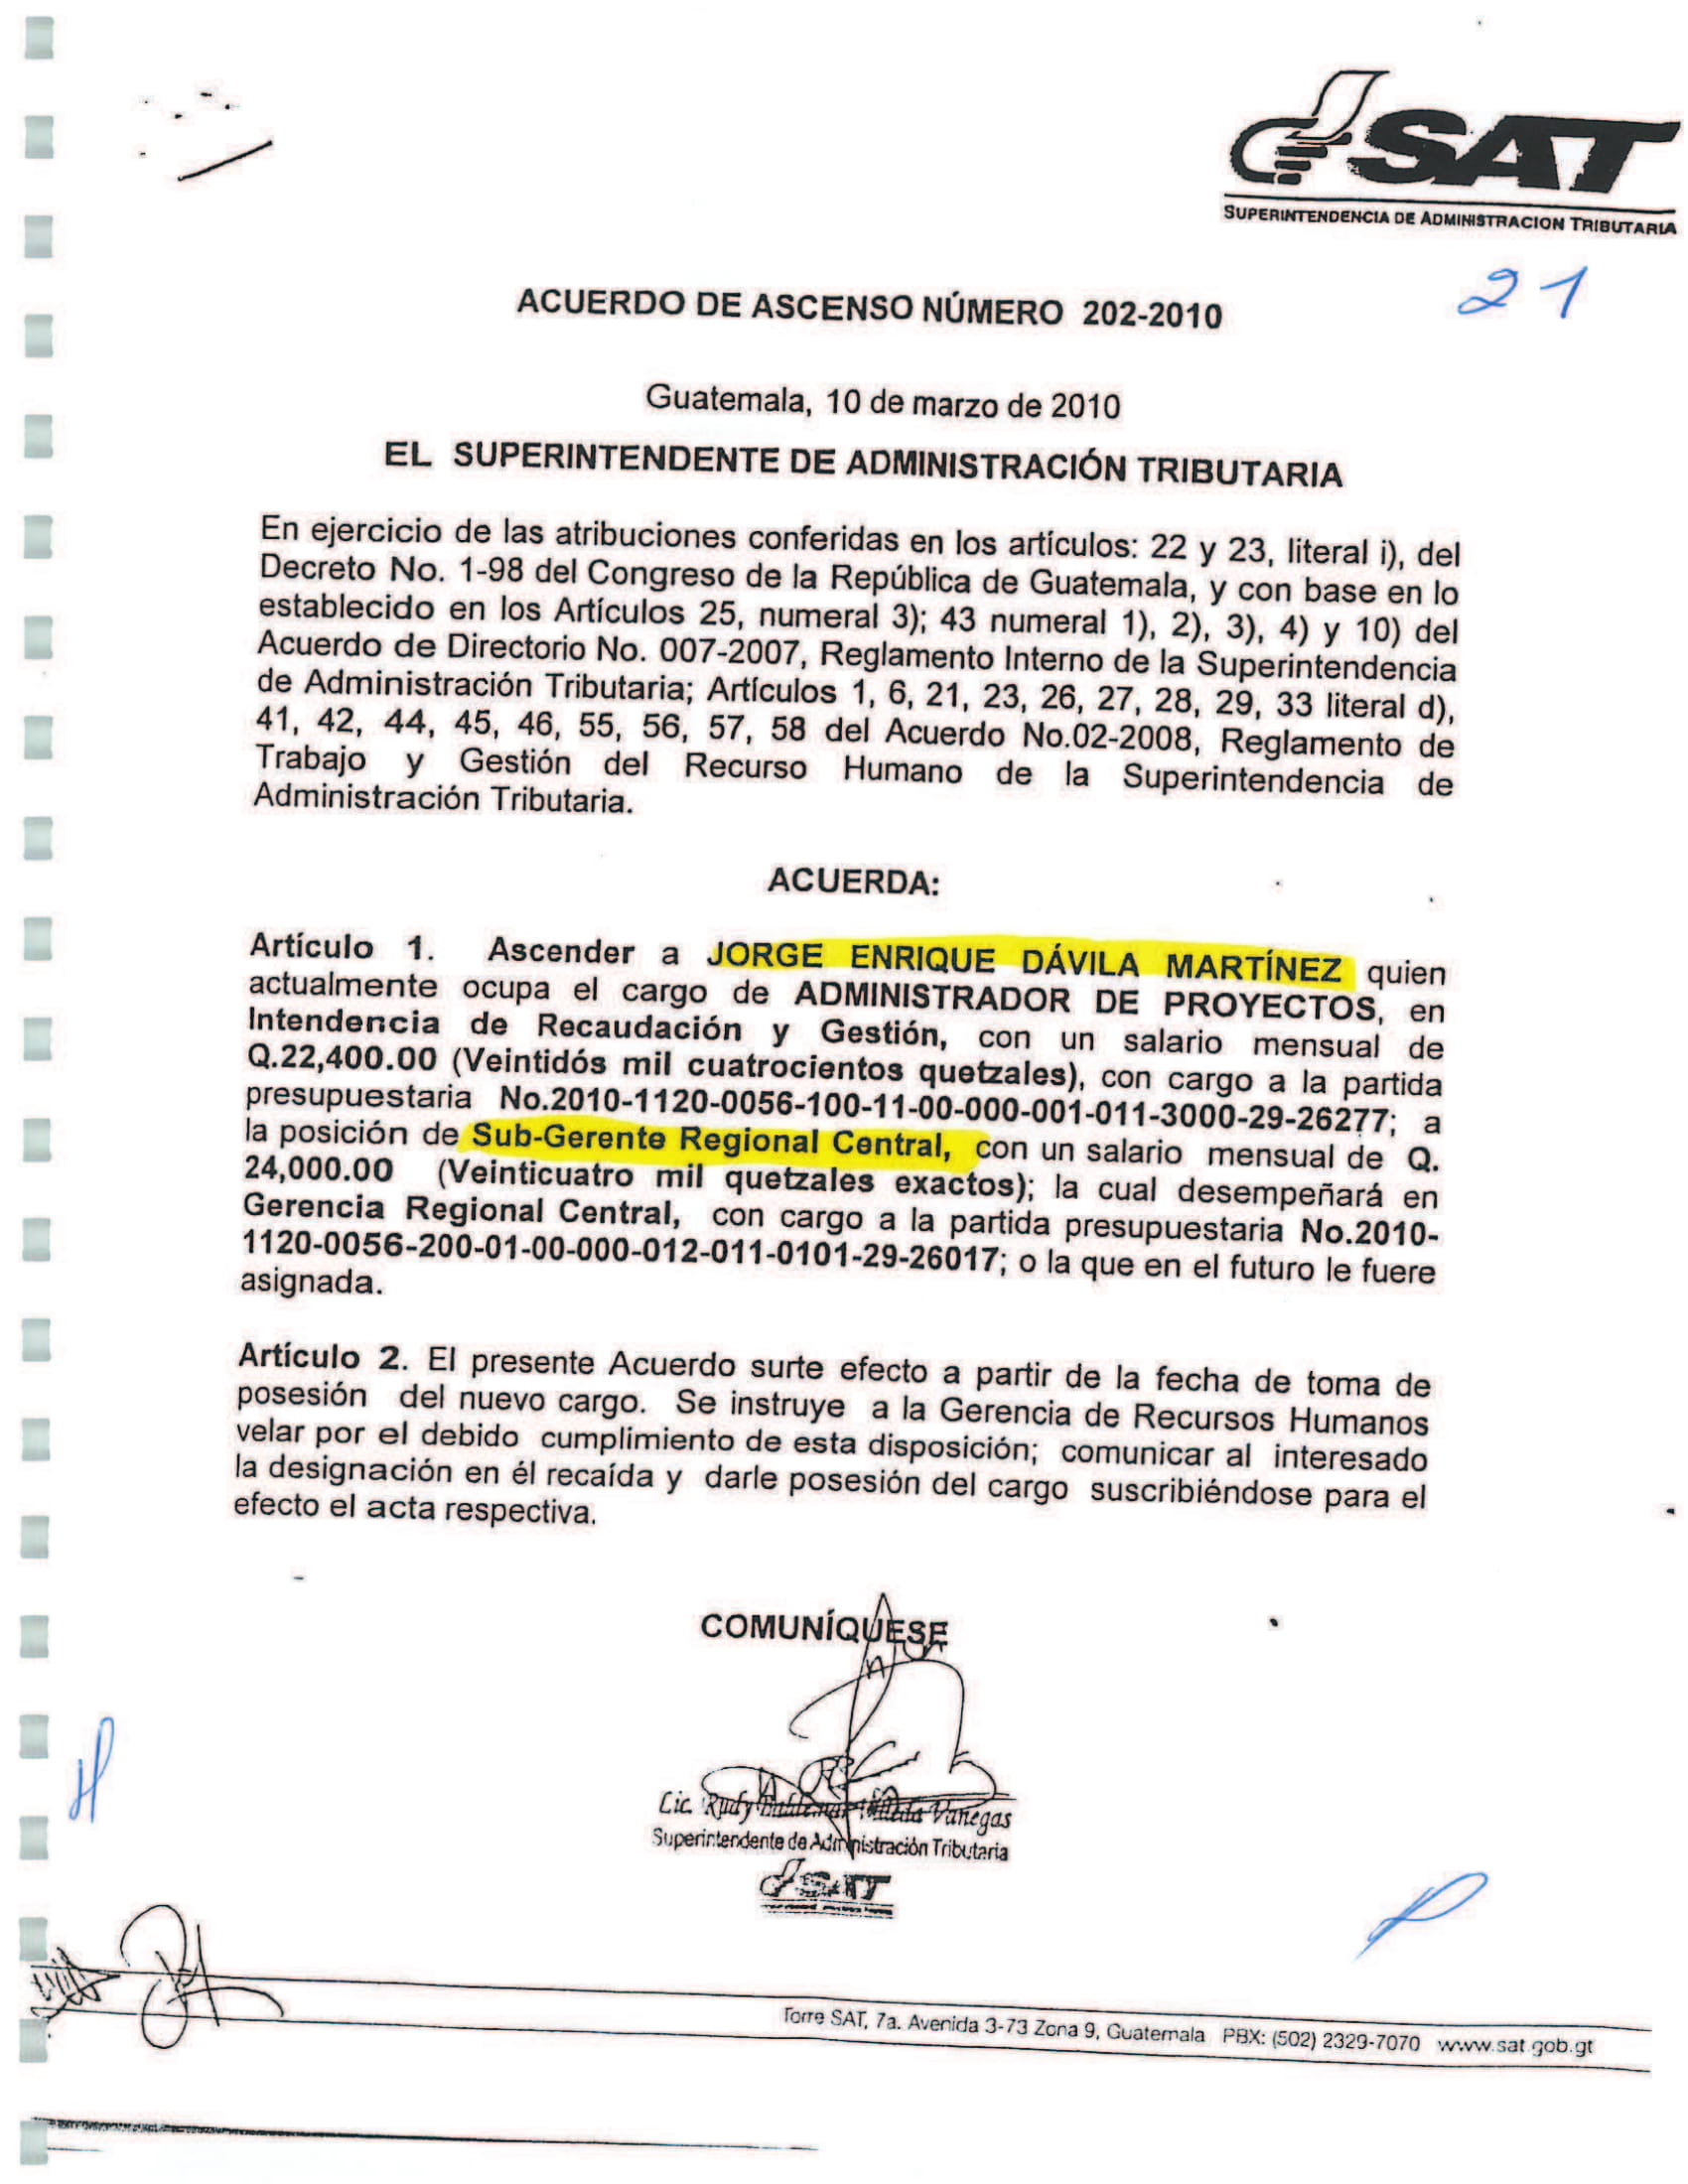 SAT
SUPERINTENDENCIA DE ADMINISTRACION TRIBUTARIA
21
ACUERDO DE ASCENSO NÚMERO 202-2010
Guatemala, 10 de marzo de 2010
EL SUPERINTENDENTE DE ADMINISTRACIÓN TRIBUTARIA
En ejercicio de las atribuciones conferidas en los artículos: 22 y 23, literal i), del
Decreto No. 1-98 del Congreso de la República de Guatemala, y con base en lo
establecido en los Artículos 25, numeral 3); 43 numeral 1), 2), 3), 4) y 10) del
Acuerdo de Directorio No. 007-2007, Reglamento Interno de la Superintendencia
de Administración Tributaria; Artículos 1, 6, 21, 23, 26, 27, 28, 29, 33 literal d),
41, 42, 44, 45, 46, 55, 56, 57, 58 del Acuerdo No.02-2008, Reglamento de
Trabajo y Gestión del Recurso Humano de la Superintendencia de
Administración Tributaria.
ACUERDA:
Artículo 1. Ascender a JORGE ENRIQUE DÁVILA MARTÍNEZ quien
actualmente ocupa el cargo de ADMINISTRADOR DE PROYECTOS, en
Intendencia de Recaudación y Gestión, con un salario mensual de
Q.22,400.00 (Veintidós mil cuatrocientos quetzales), con cargo a la partida
presupuestaria No.2010-1120-0056-100-11-00-000-001-011-3000-29-26277; a
la posición de Sub-Gerente Regional Central, con un salario mensual de Q.
24,000.00 (Veinticuatro mil quetzales exactos); la cual desempeñará en
Gerencia Regional Central, con cargo a la partida presupuestaria No.2010-
1120-0056-200-01-00-000-012-011-0101-29-26017; o la que en el futuro le fuere
asignada.
Artículo 2. El presente Acuerdo surte efecto a partir de la fecha de toma de
posesión del nuevo cargo. Se instruye a la Gerencia de Recursos Humanos
velar por el debido cumplimiento de esta disposición; comunicar al interesado
la designación en él recaída y darle posesión del cargo suscribiéndose para el
efecto el acta respectiva.
COMUNÍQUESE
Lic. Rudy Vanegas
Superintendente de Administración Tributaria
SAT
Torre SAT, 7a. Avenida 3-73 Zona 9, Guatemala PBX: (502) 2329-7070 www.sat.gob.gt